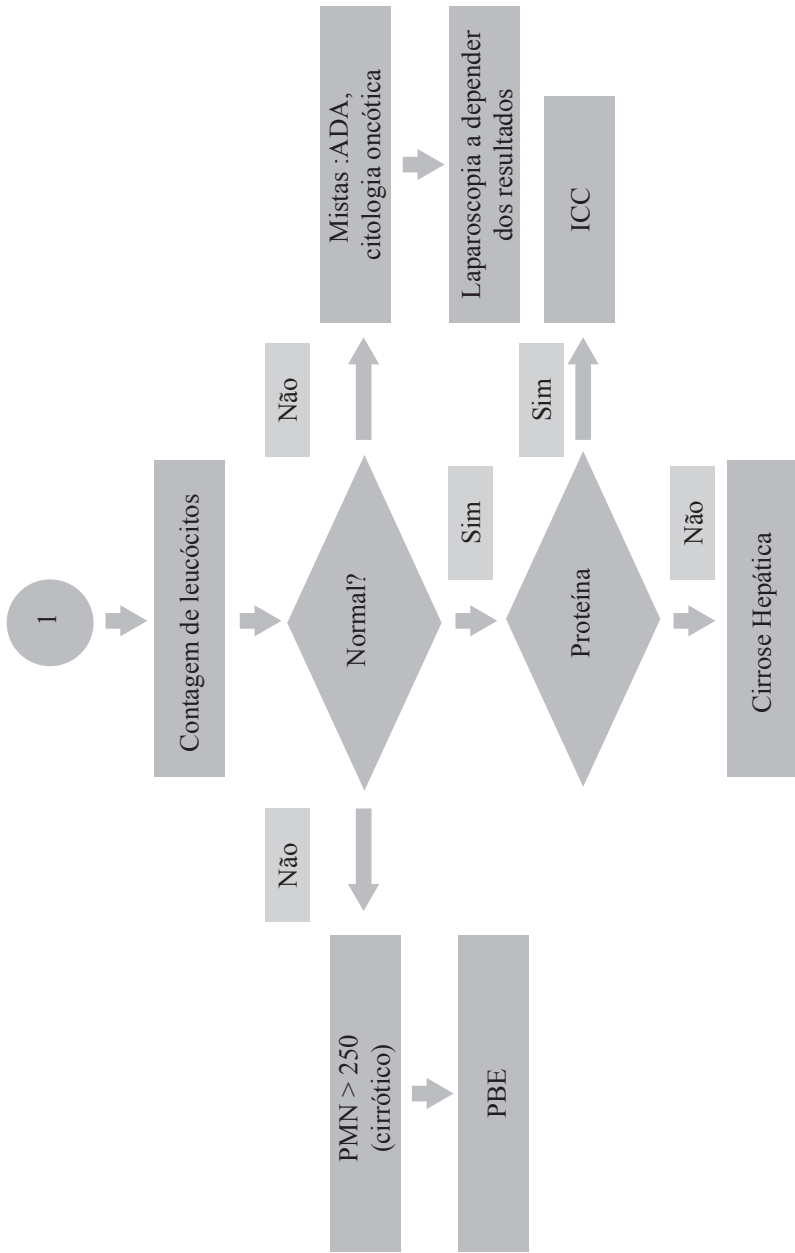 1
Contagem de leucócitos
Normal?
Não
PMN > 250
(cirrótico)
PBE
Não
Mistas :ADA,
citologia oncótica
Laparoscopia a depender
dos resultados
Sim
Proteína
Sim
ICC
Não
Cirrose Hepática